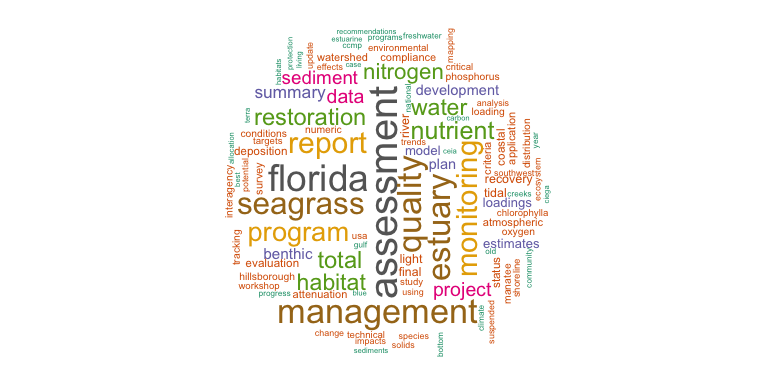 recommendations
estuarine programs freshwater
ccmp environmental
protection
living
update
habitats
watershed compliance
mapping
effects case
sediment
nitrogen
critical
phosphorus
summary data
national
development
terra
restoration
assessment
water
carbon
analysis
loading
conditions
numeric
targets
report
river
nutrient
trends
allocation
deposition
model ceia
criteria
coastal
application
distribution
year
interagency
best
potential
survey
florida
quality
plan
monitoring
southwest
recovery
ecosystem
seagrass
estuary
tidal creeks
ciega
loadings
chlorophylla
atmospheric
oxygen
tracking
program
usa
gulf
estimates
old
benthic
total
light
evaluation
final
status
manatee
shoreline
community
hillsborough
workshop
habitat
study
using
project
progress attenuation blue
management
climate
suspended
change technical
impacts
species
solids
sediments
bottom